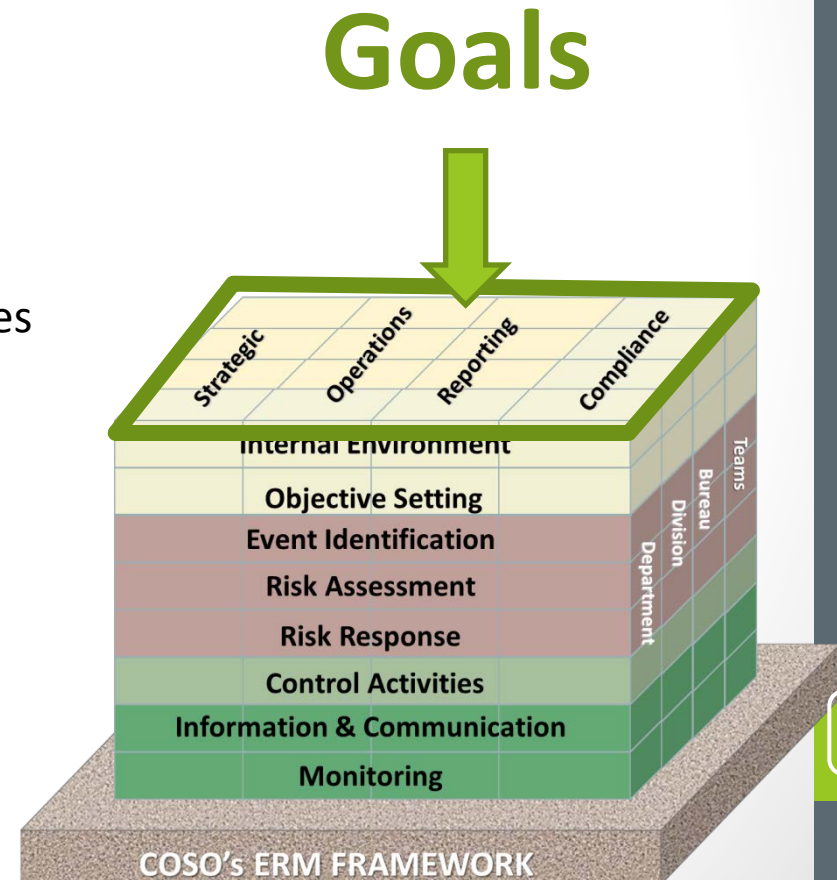 Goals
es
Strategic
Operations
Reporting
Compliance
Internal Environment
Objective Setting
Event Identification
Risk Assessment
Risk Response
Control Activities
Information & Communication
Monitoring
Department
Division
Bureau
Teams
COSO's ERM FRAMEWORK